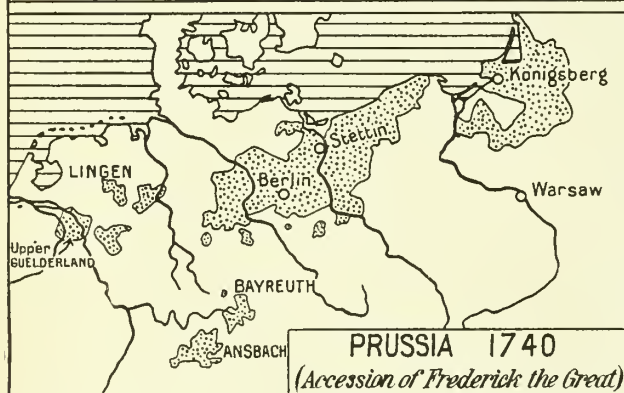 Königsberg
Stettin
LINGEN
Berlin
Warsaw
Upper
GUELDERLAND
BAYREUTH
ANSBACH
PRUSSIA 1740
(Accession of Frederick the Great)